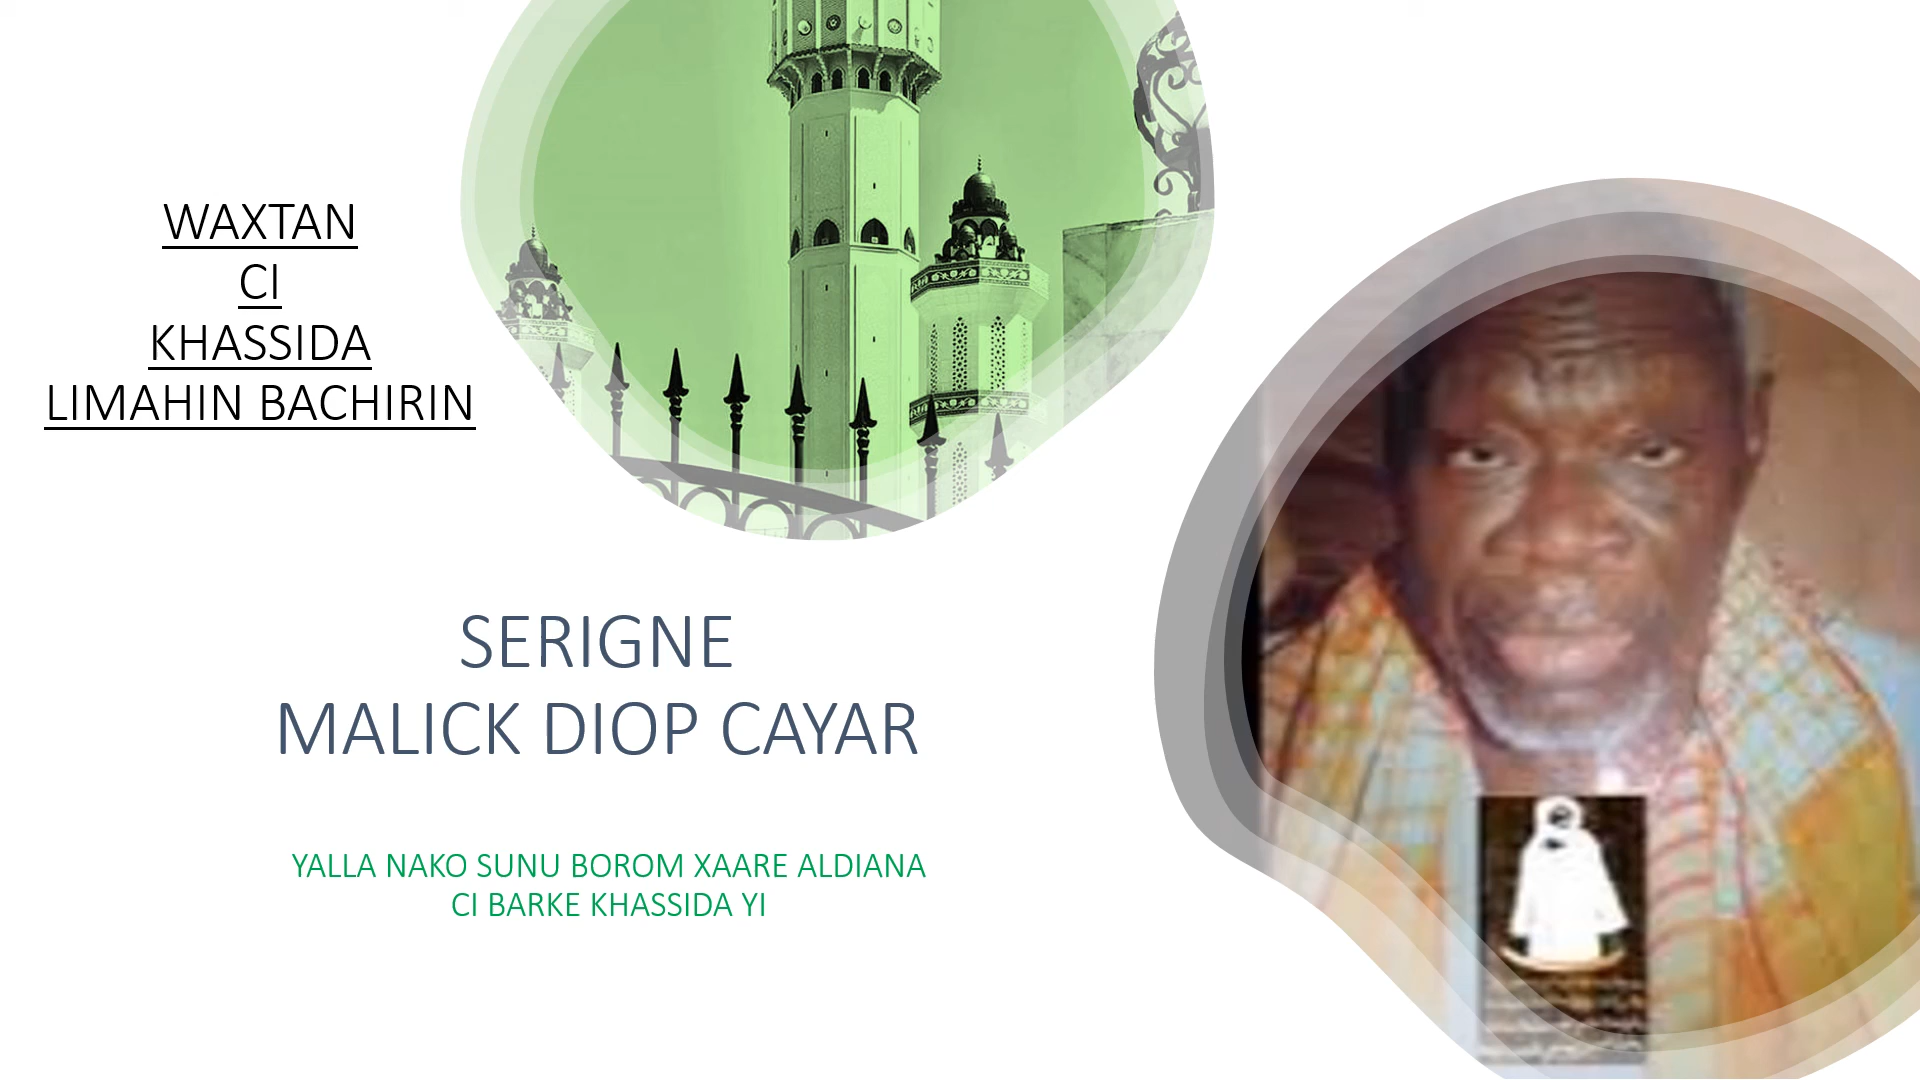 WAXTAN
CI
KHASSIDA
LIMAHIN BACHIRIN
SERIGNE
MALICK DIOP CAYAR
YALLA NAKO SUNU BOROM XAARE ALDIANA
CI BARKE KHASSIDA YI